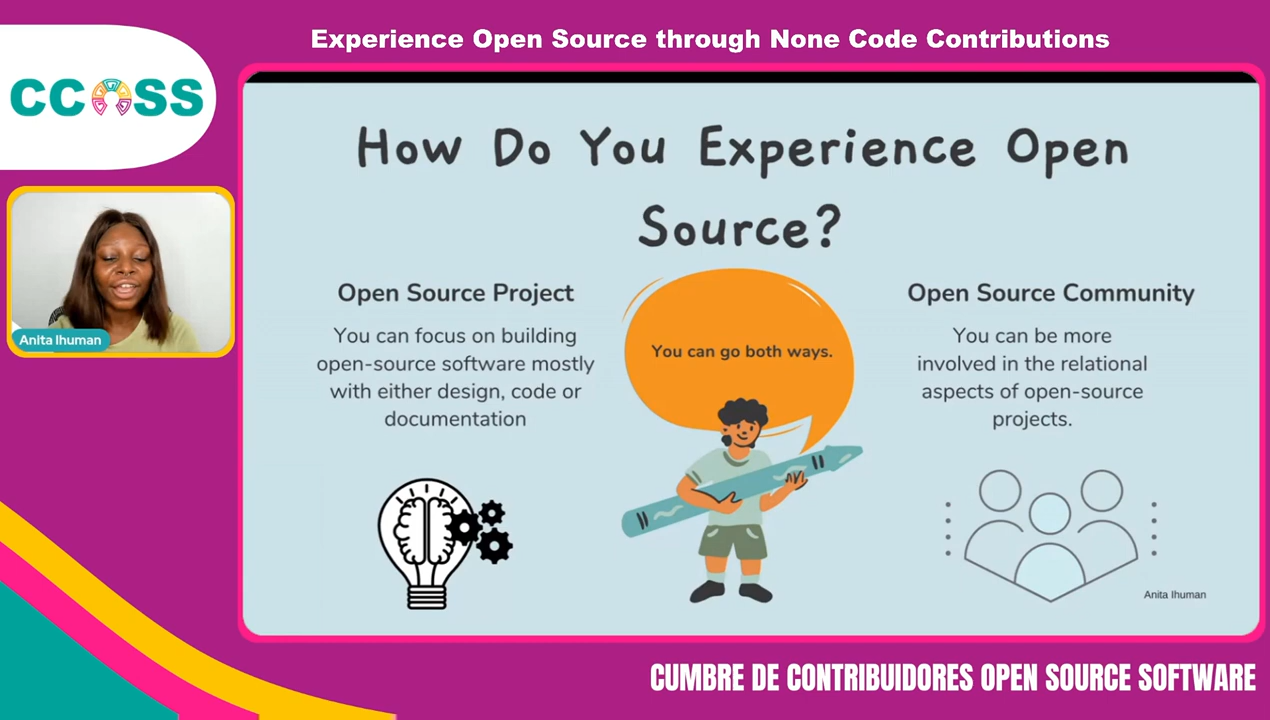 Experience Open Source through None Code Contributions
CCOSS
Anita Ihuman
How Do You Experience Open
Source?
Open Source Project
You can focus on building
open-source software mostly
with either design, code or
documentation
You can go both ways.
Open Source Community
You can be more
involved in the relational
aspects of open-source
projects.
Anita Ihuman
CUMBRE DE CONTRIBUIDORES OPEN SOURCE SOFTWARE